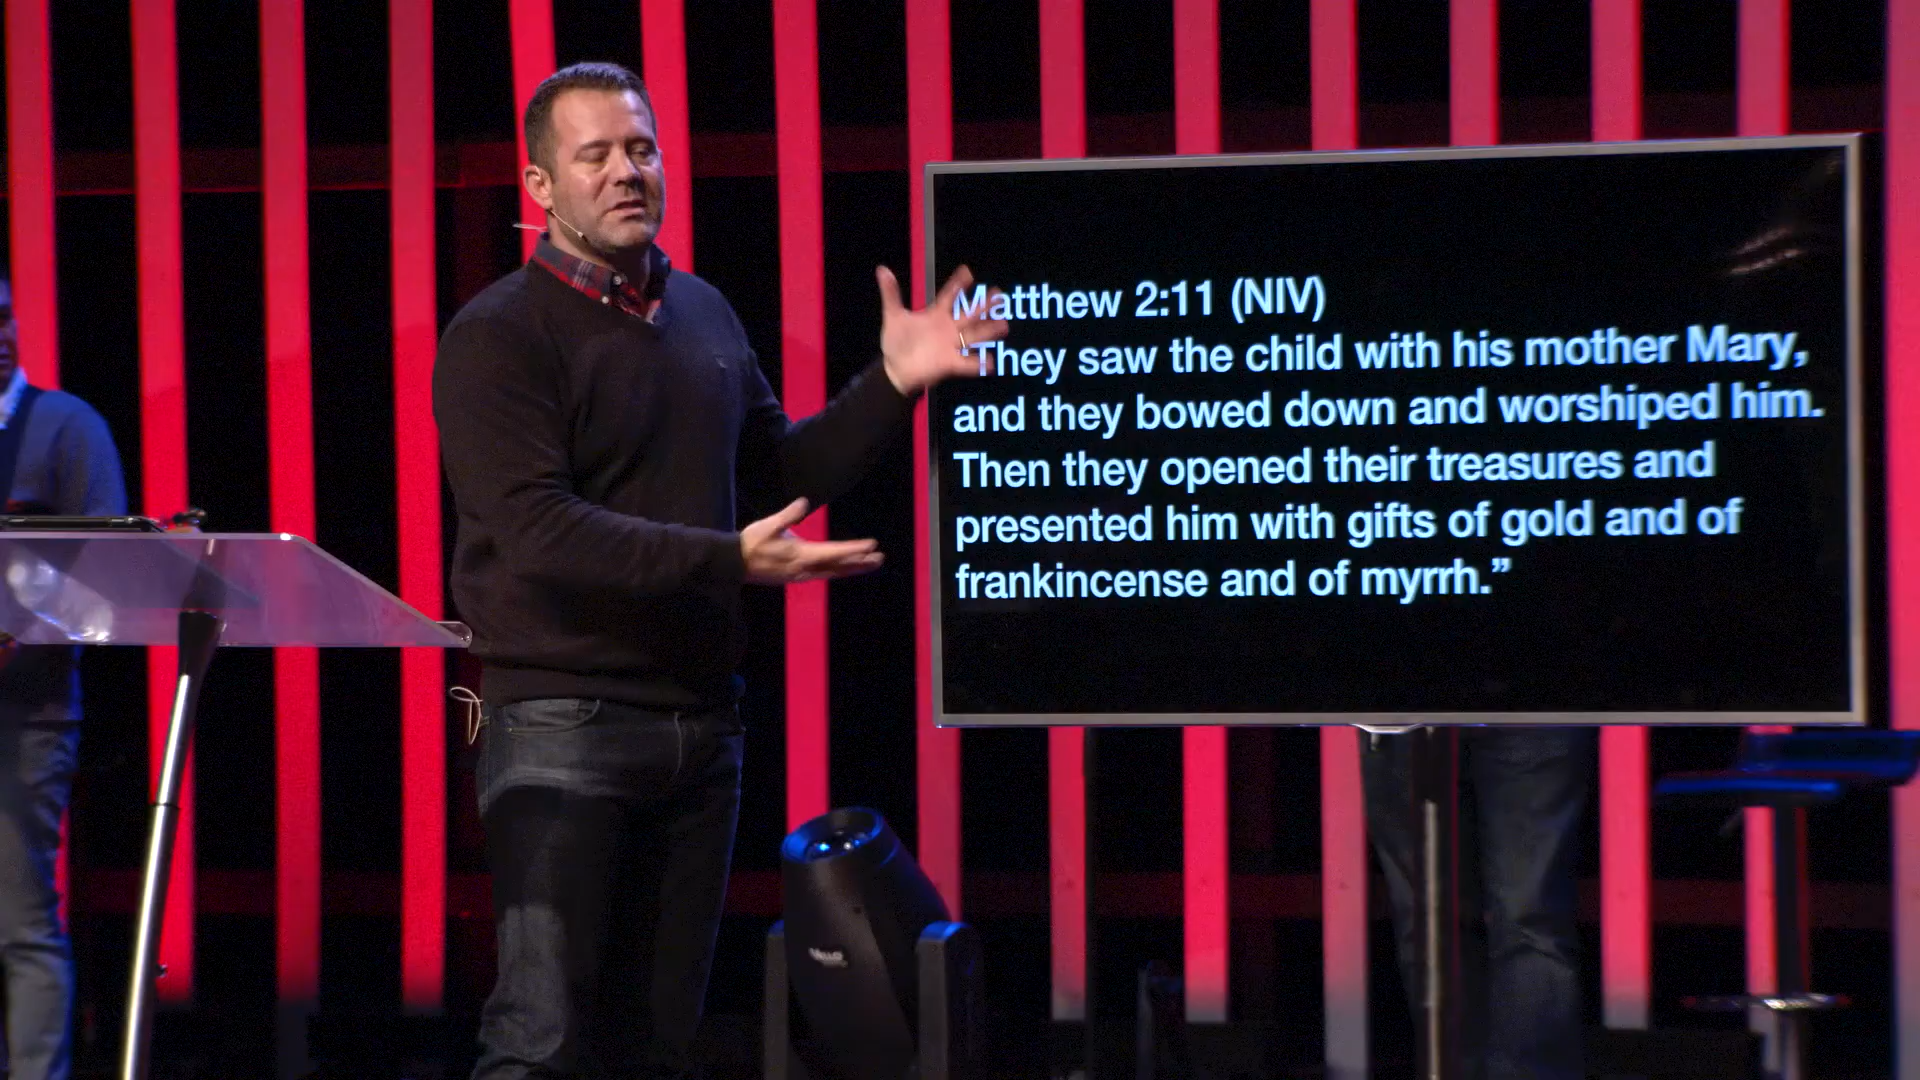 Matthew 2:11 (NIV)
“They saw the child with his mother Mary,
and they bowed down and worshiped him.
Then they opened their treasures and
presented him with gifts of gold and of
frankincense and of myrrh.”